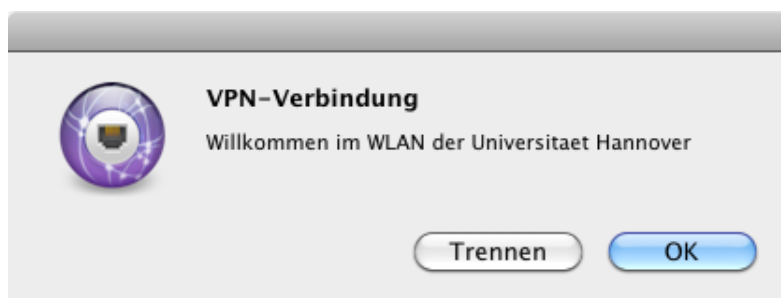 VPN-Verbindung
Willkommen im WLAN der Universitaet Hannover
Trennen
OK